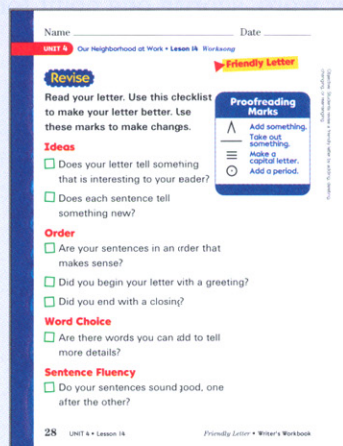 Name Date
UNIT 4 Our Neighborhood at Work • Lesson 14 Worksong
Friendly Letter
Revise
Read your letter. Use this checklist
to make your letter better. Use
these marks to make changes.
Proofreading
Marks
Add something.
Take out
something.
Make a
capital letter.
Add a period.
Ideas
Does your letter tell something
that is interesting to your eader?
Does each sentence tell
something new?
Order
Are your sentences in an rder that
makes sense?
Did you begin your letter vith a greeting?
Did you end with a closing?
Word Choice
Are there words you can add to tell
more details?
Sentence Fluency
Do your sentences sound good, one
after the other?
28 UNIT 4 • Lesson 14 Friendly Letter • Writer's Workbook